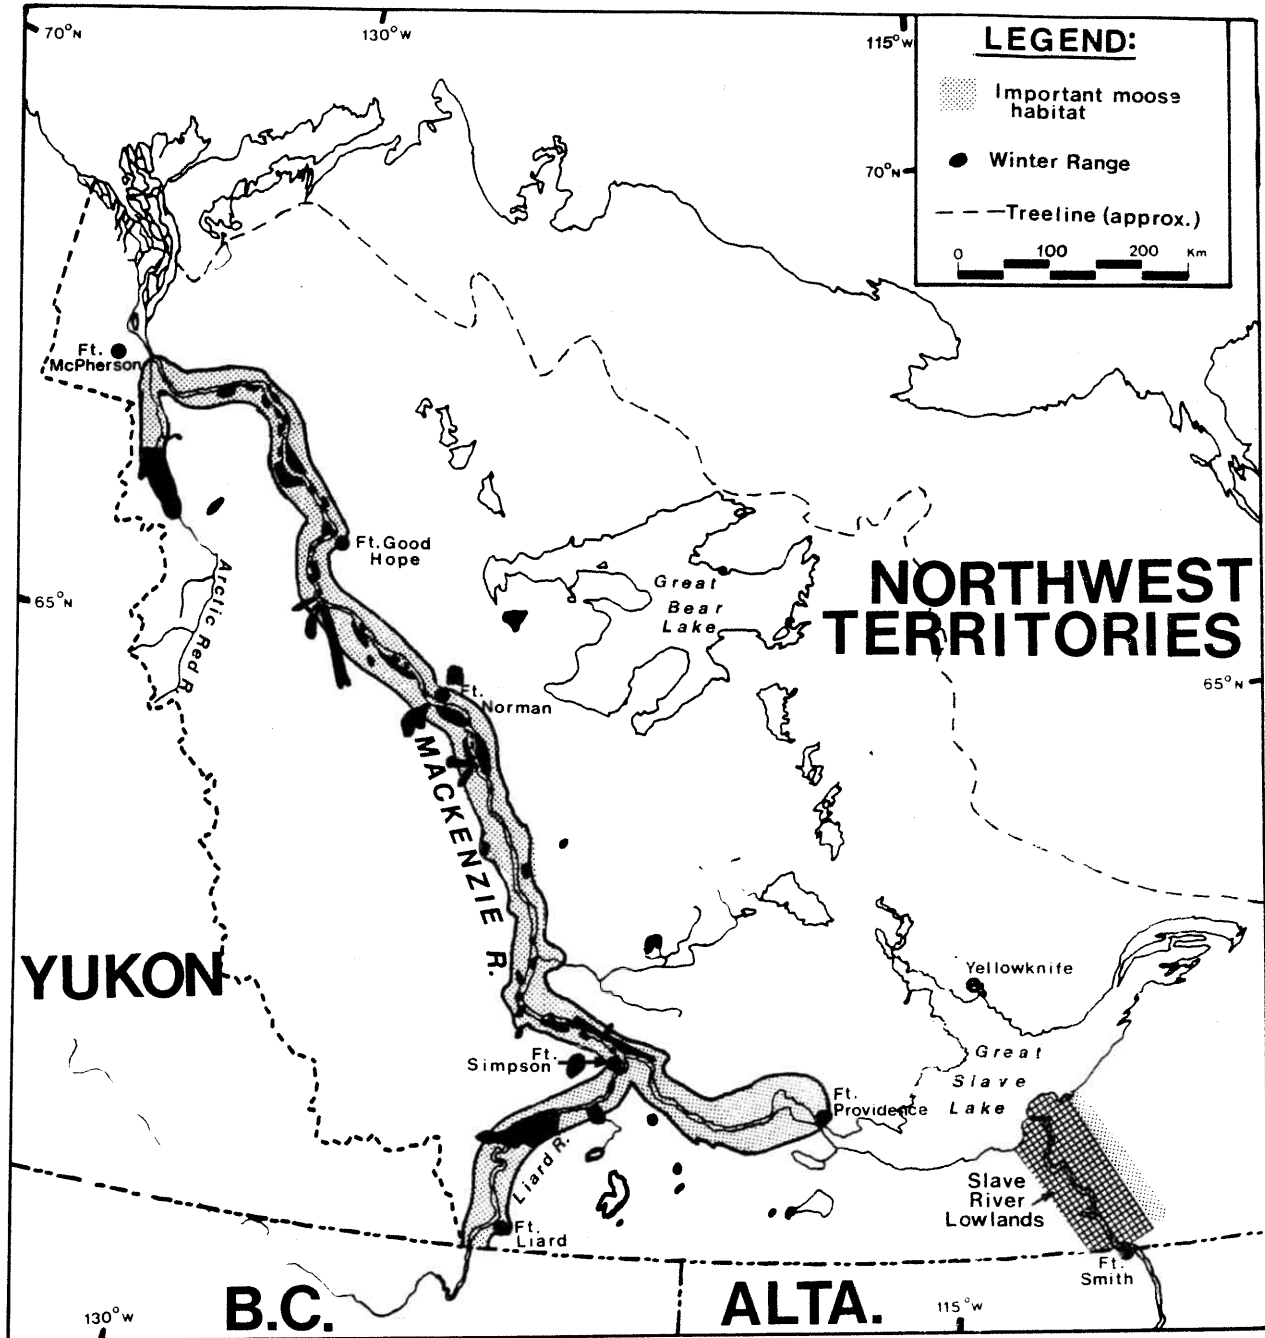 70°N
130°W
115°W
LEGEND:
Important moose
habitat
Winter Range
Treeline (approx.)
0 100 200 Km
70°N
Ft.
McPherson
Ft. Good
Hope
65°N
Arctic Red R.
Great
Bear
Lake
NORTHWEST
TERRITORIES
65°N
Ft.
Norman
MACKENZIE R.
YUKON
Yellowknife
Great
Slave
Lake
Ft.
Simpson
Ft.
Providence
Liard R.
Slave
River
Lowlands
Ft.
Liard
Ft.
Smith
B.C.
ALTA.
130°W
115°W